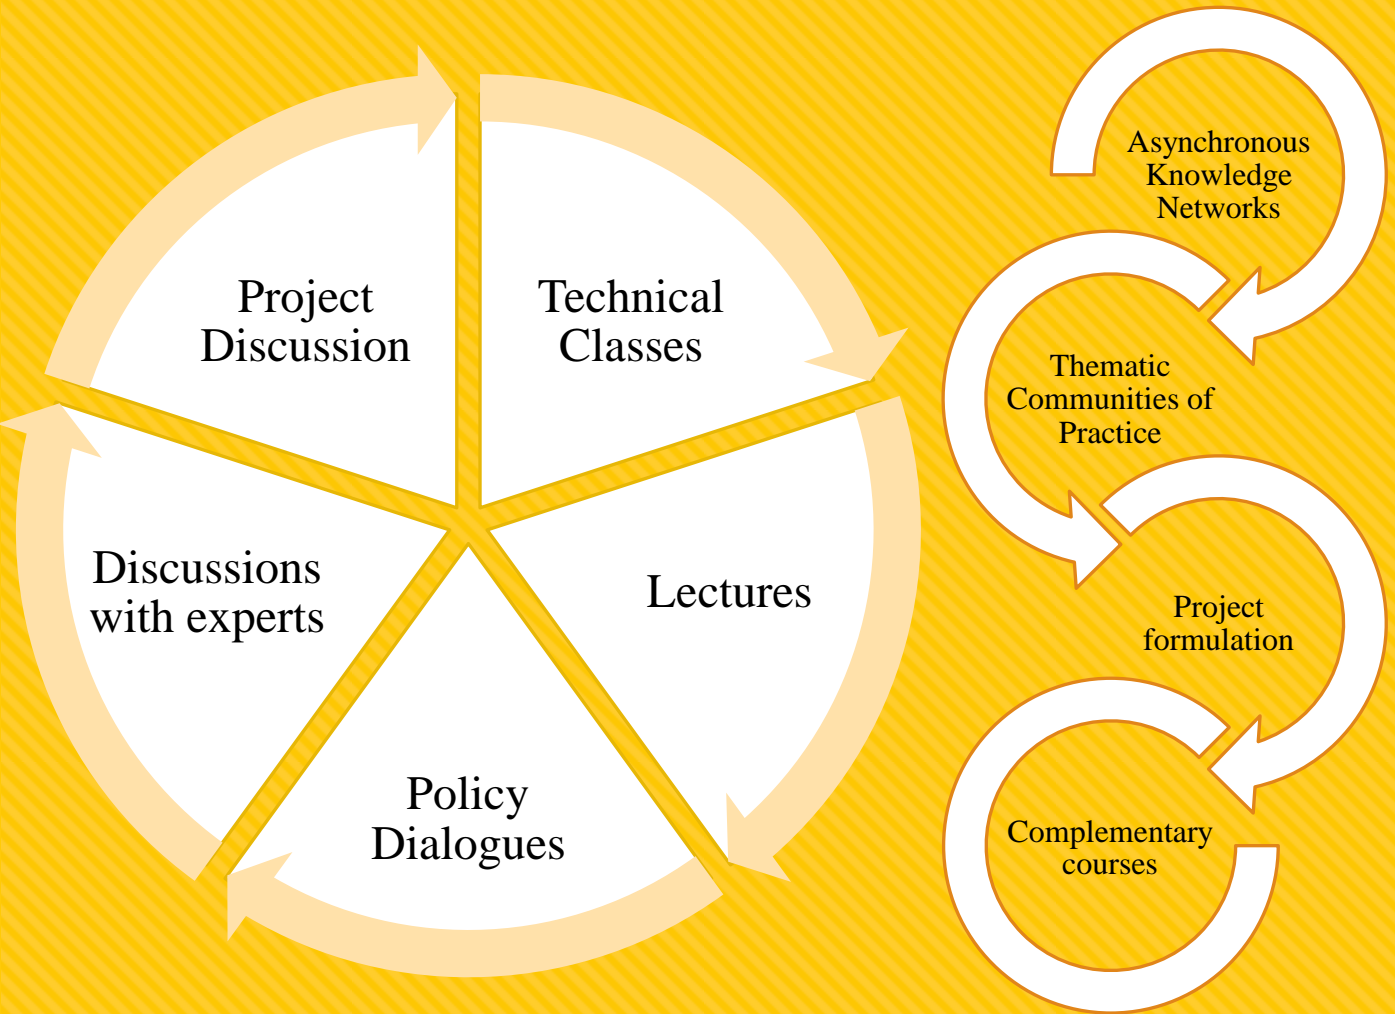 Project
Discussion
Technical
Classes
Lectures
Policy
Dialogues
Discussions
with experts
Asynchronous
Knowledge
Networks
Thematic
Communities of
Practice
Project
formulation
Complementary
courses